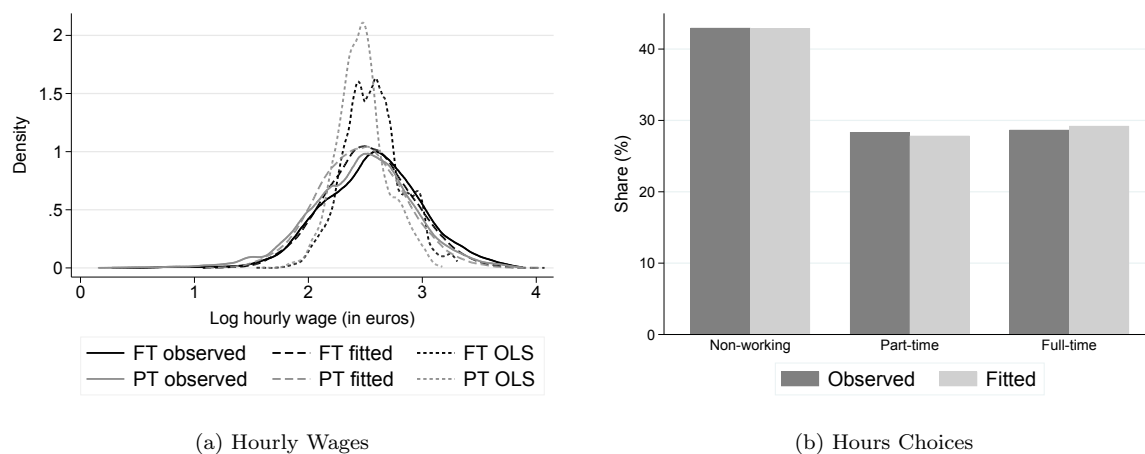 2
1.5
1
.5
0
Density
0 1 2 3 4
Log hourly wage (in euros)
FT observed FT fitted FT OLS
PT observed PT fitted PT OLS
(a) Hourly Wages
40
30
20
10
0
Share (%)
Non-working Part-time Full-time
Observed Fitted
(b) Hours Choices